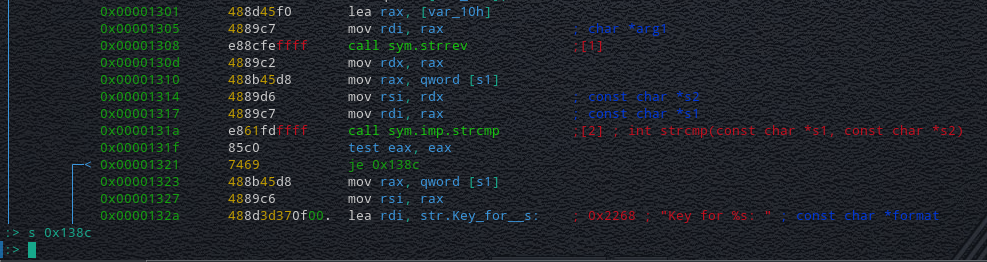 0x00001301 488d45f0 lea rax, [var_10h]
0x00001305 4889c7 mov rdi, rax ; char *arg1
0x00001308 e88cfeffff call sym.strrev ;[1]
0x0000130d 4889c2 mov rdx, rax
0x00001310 488b45d8 mov rax, qword [s1]
0x00001314 4889d6 mov rsi, rdx ; const char *s2
0x00001317 4889c7 mov rdi, rax ; const char *s1
0x0000131a e861fdffff call sym.imp.strcmp ;[2] ; int strcmp(const char *s1, const char *s2)
0x0000131f 85c0 test eax, eax
< 0x00001321 7469 je 0x138c
0x00001323 488b45d8 mov rax, qword [s1]
0x00001327 4889c6 mov rsi, rax
0x0000132a 488d3d370f00. lea rdi, str.Key_for__s: ; 0x2268 ; "Key for %s: " ; const char *format
:> s 0x138c
:>